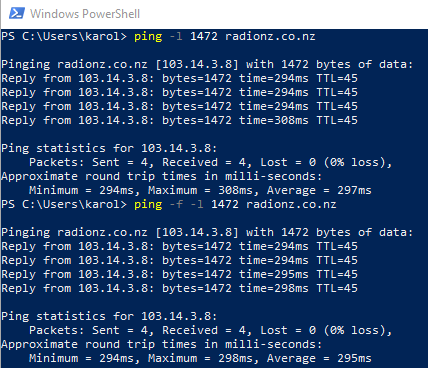 Windows PowerShell
PS C:\Users\karol> ping -l 1472 radionz.co.nz
Pinging radionz.co.nz [103.14.3.8] with 1472 bytes of data:
Reply from 103.14.3.8: bytes=1472 time=294ms TTL=45
Reply from 103.14.3.8: bytes=1472 time=294ms TTL=45
Reply from 103.14.3.8: bytes=1472 time=294ms TTL=45
Reply from 103.14.3.8: bytes=1472 time=308ms TTL=45
Ping statistics for 103.14.3.8:
    Packets: Sent = 4, Received = 4, Lost = 0 (0% loss),
Approximate round trip times in milli-seconds:
    Minimum = 294ms, Maximum = 308ms, Average = 297ms
PS C:\Users\karol> ping -f -l 1472 radionz.co.nz
Pinging radionz.co.nz [103.14.3.8] with 1472 bytes of data:
Reply from 103.14.3.8: bytes=1472 time=294ms TTL=45
Reply from 103.14.3.8: bytes=1472 time=294ms TTL=45
Reply from 103.14.3.8: bytes=1472 time=295ms TTL=45
Reply from 103.14.3.8: bytes=1472 time=298ms TTL=45
Ping statistics for 103.14.3.8:
    Packets: Sent = 4, Received = 4, Lost = 0 (0% loss),
Approximate round trip times in milli-seconds:
    Minimum = 294ms, Maximum = 298ms, Average = 295ms